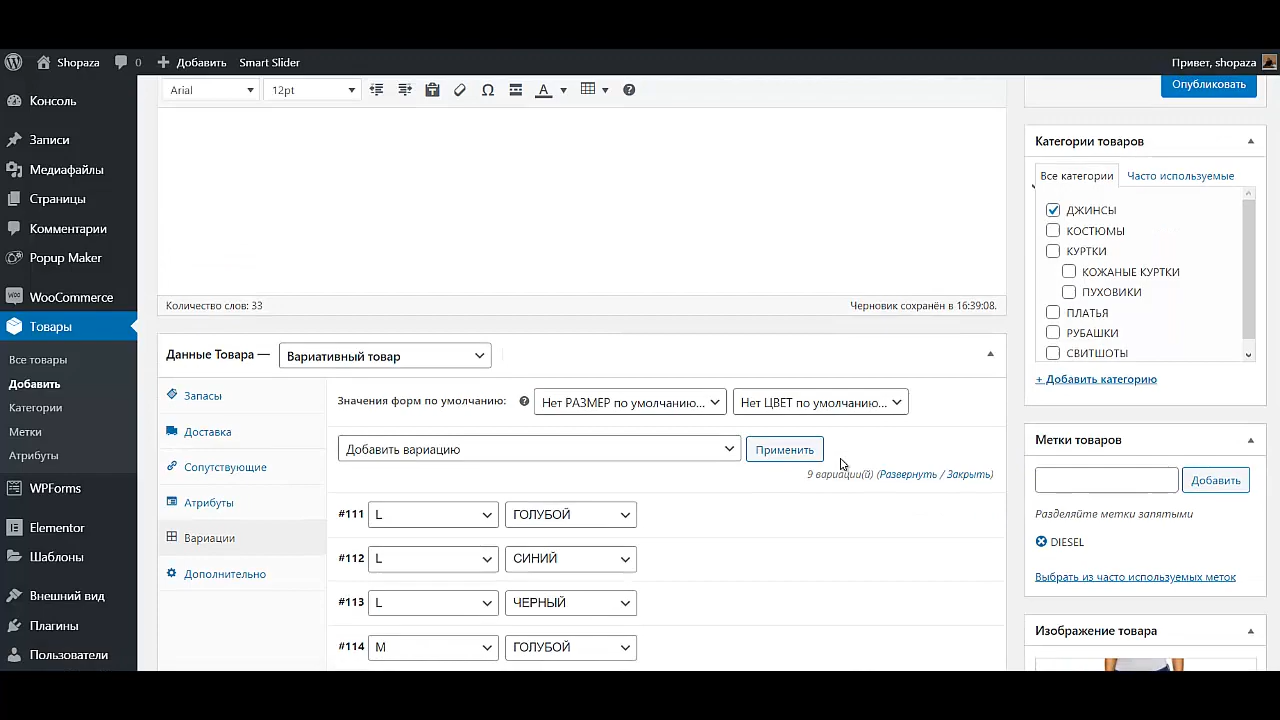 Shopaza 0 Добавить Smart Slider Привет, shopaza
Консоль
Записи
Медиафайлы
Страницы
Комментарии
Popup Maker
WooCommerce
Товары
Все товары
Добавить
Категории
Метки
Атрибуты
WPForms
Elementor
Шаблоны
Внешний вид
Плагины
Пользователи
Arial 12pt
Количество слов: 33 Черновик сохранён в 16:39:08.
Данные Товара — Вариативный товар
Запасы
Доставка
Сопутствующие
Атрибуты
Вариации
Дополнительно
Значения форм по умолчанию: Нет РАЗМЕР по умолчанию... Нет ЦВЕТ по умолчанию...
Добавить вариацию Применить
9 вариаций(й) (Развернуть / Закрыть)
#111 L ГОЛУБОЙ
#112 L СИНИЙ
#113 L ЧЕРНЫЙ
#114 M ГОЛУБОЙ
Опубликовать
Категории товаров
Все категории Часто используемые
ДЖИНСЫ
КОСТЮМЫ
КУРТКИ
КОЖАНЫЕ КУРТКИ
ПУХОВИКИ
ПЛАТЬЯ
РУБАШКИ
СВИТШОТЫ
+ Добавить категорию
Метки товаров
Добавить
Разделяйте метки запятыми
DIESEL
Выбрать из часто используемых меток
Изображение товара